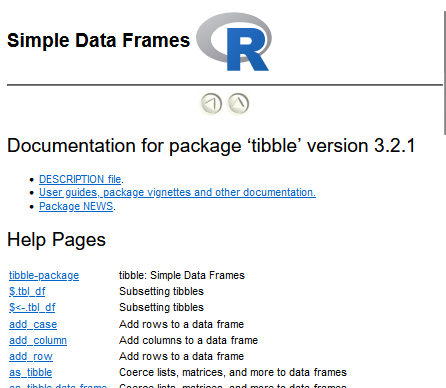 Simple Data Frames
R
Documentation for package ‘tibble’ version 3.2.1
DESCRIPTION file.
User guides, package vignettes and other documentation.
Package NEWS.
Help Pages
tibble-package tibble: Simple Data Frames
$.tbl_df Subsetting tibbles
$<-.tbl_df Subsetting tibbles
add_case Add rows to a data frame
add_column Add columns to a data frame
add_row Add rows to a data frame
as_tibble Coerce lists, matrices, and more to data frames
as_tibble.data.frame Coerce lists, matrices, and more to data frames